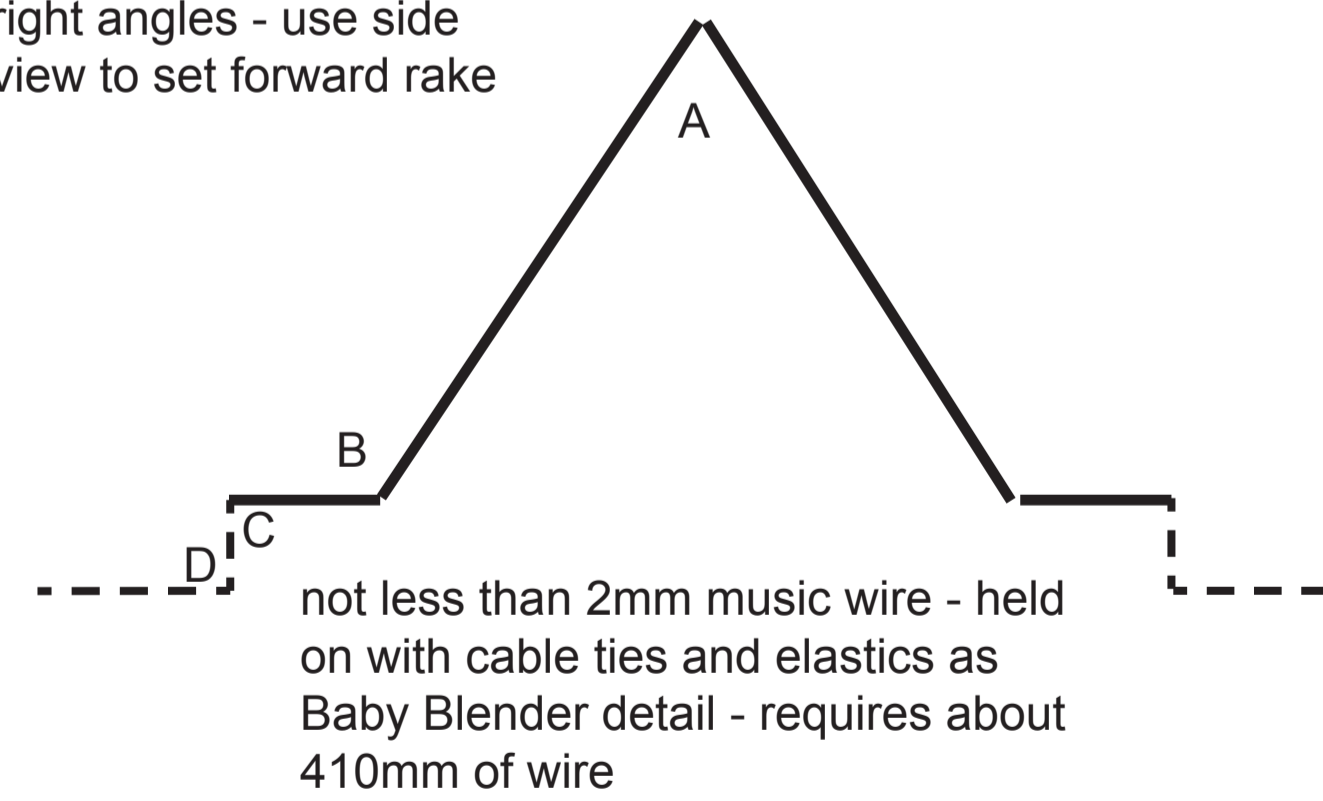 right angles - use side
view to set forward rake
A
B
C
D
not less than 2mm music wire - held
on with cable ties and elastics as
Baby Blender detail - requires about
410mm of wire